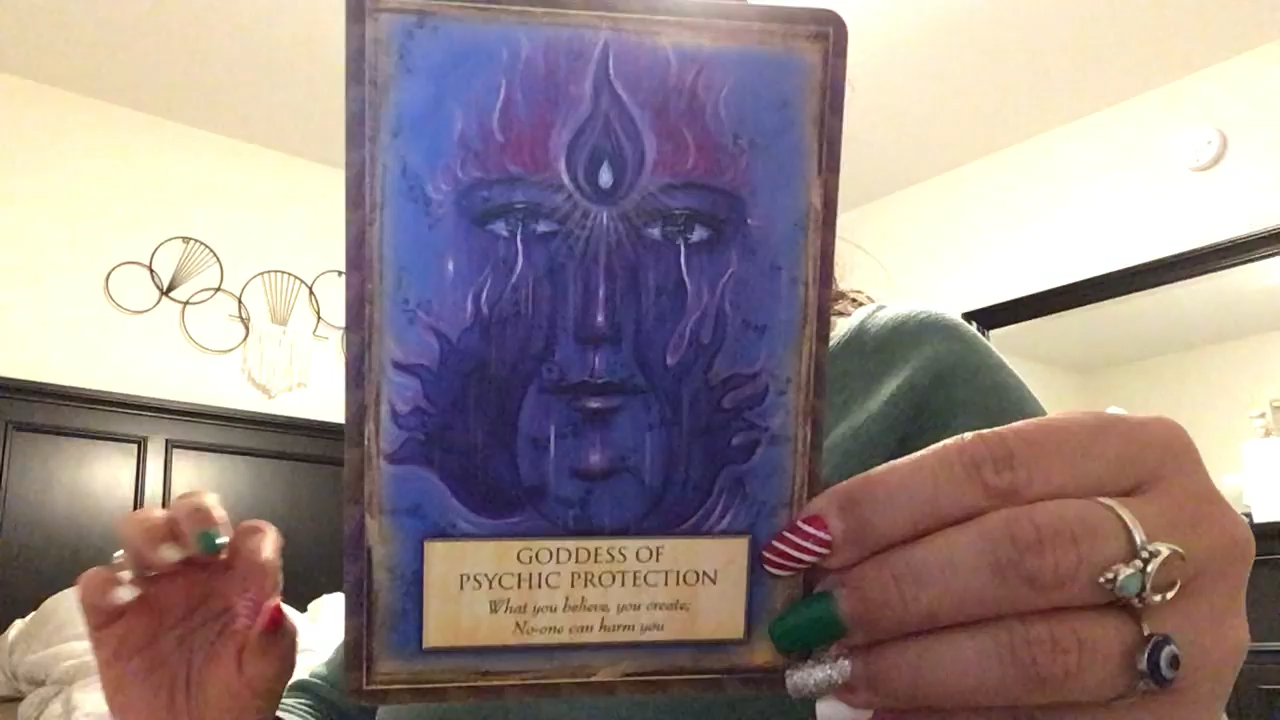 GODDESS OF
PSYCHIC PROTECTION
What you believe, you create;
No-one can harm you